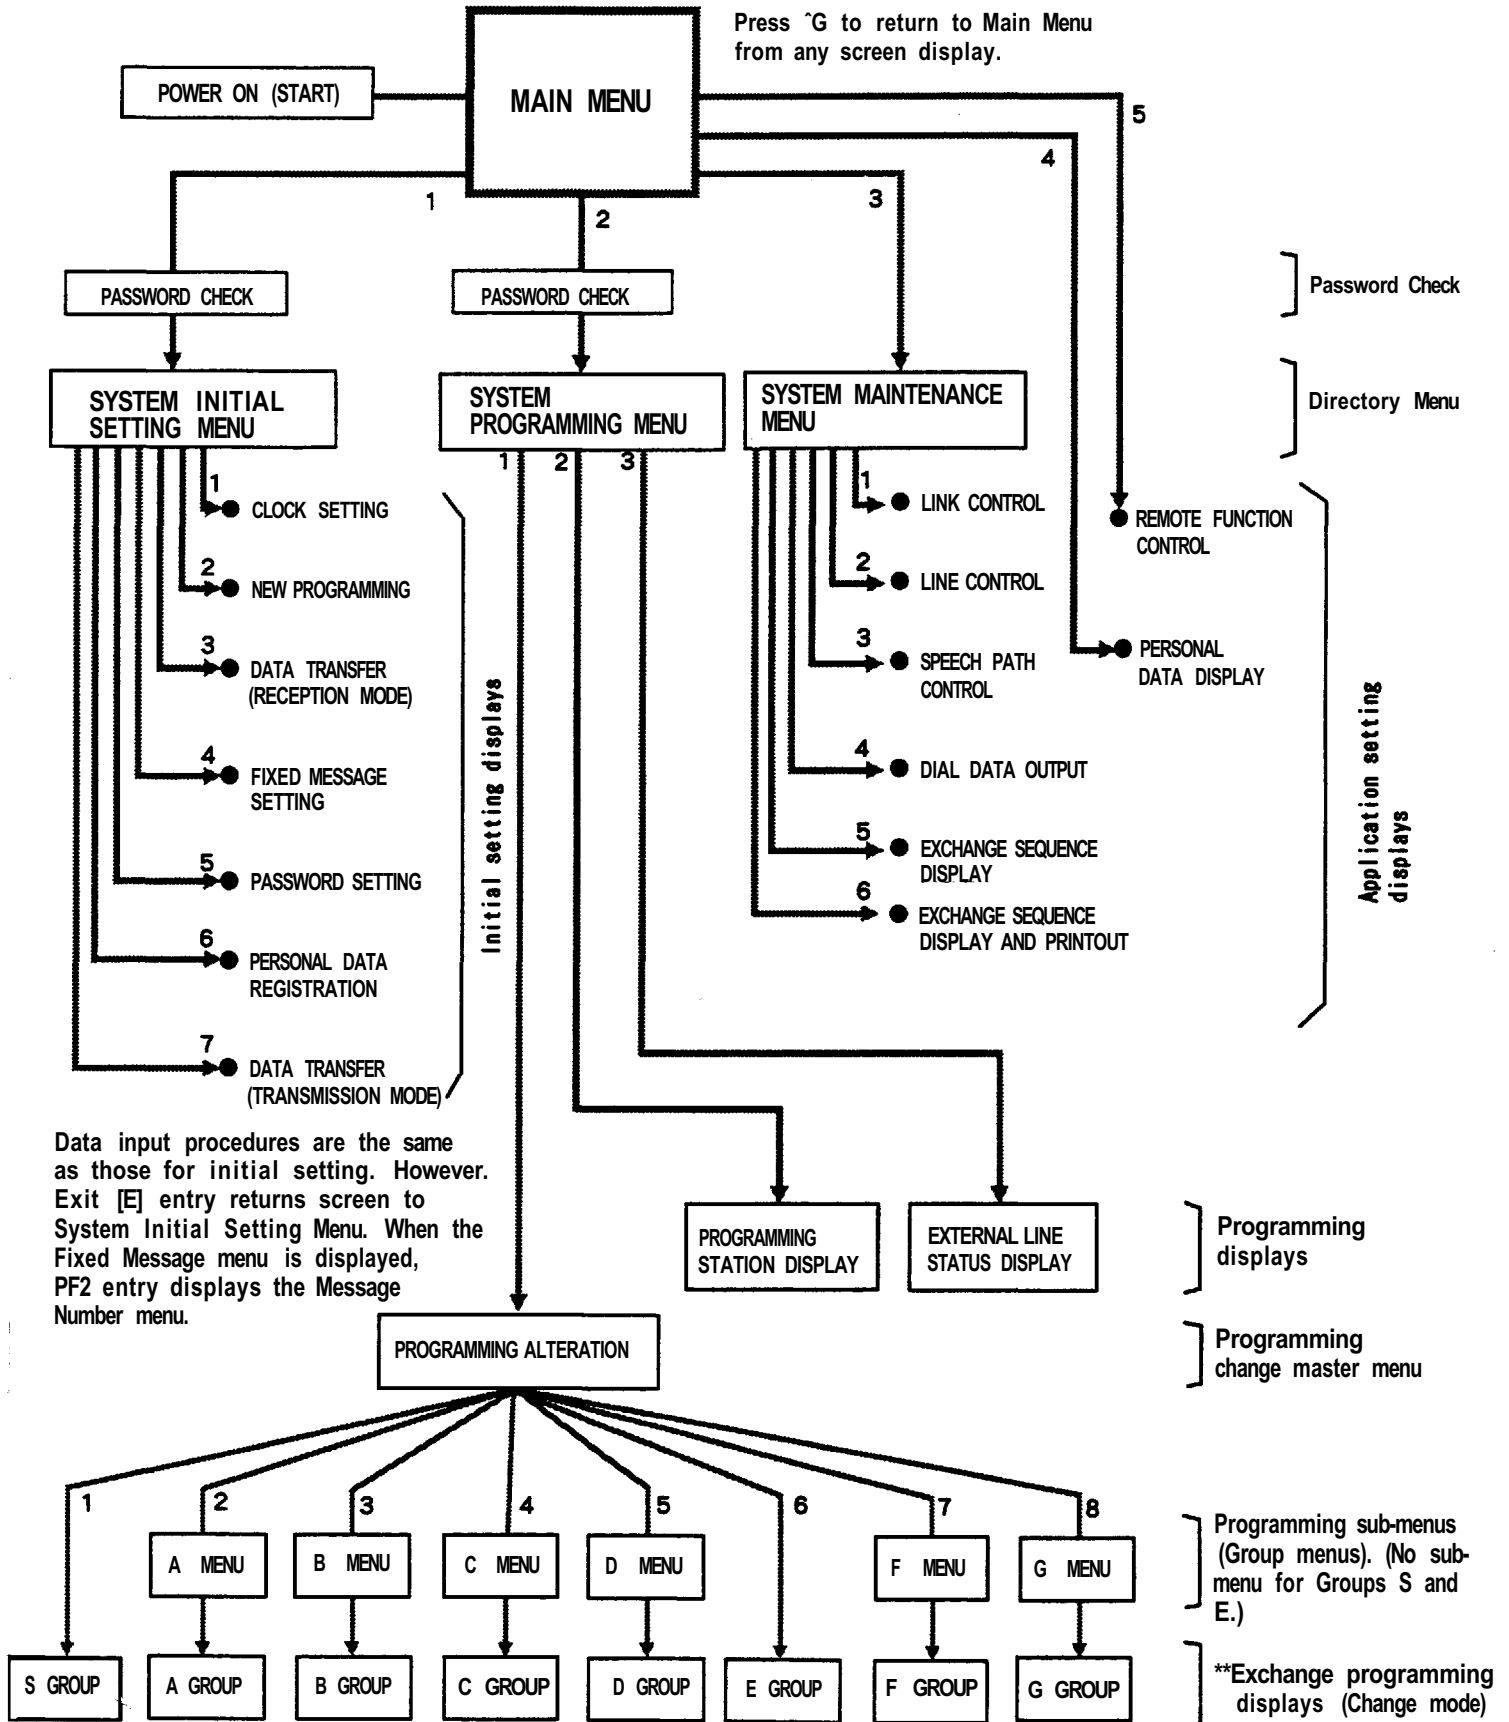 Press ˆG to return to Main Menu
from any screen display.
POWER ON (START)
MAIN MENU
5
4
1
2
3
PASSWORD CHECK
PASSWORD CHECK
Password Check
SYSTEM INITIAL
SETTING MENU
SYSTEM
PROGRAMMING MENU
SYSTEM MAINTENANCE
MENU
Directory Menu
1
2
3
1
CLOCK SETTING
2
NEW PROGRAMMING
3
DATA TRANSFER
(RECEPTION MODE)
4
FIXED MESSAGE
SETTING
5
PASSWORD SETTING
6
PERSONAL DATA
REGISTRATION
7
DATA TRANSFER
(TRANSMISSION MODE)
Initial setting displays
1
LINK CONTROL
2
LINE CONTROL
3
SPEECH PATH
CONTROL
4
DIAL DATA OUTPUT
5
EXCHANGE SEQUENCE
DISPLAY
6
EXCHANGE SEQUENCE
DISPLAY AND PRINTOUT
REMOTE FUNCTION
CONTROL
PERSONAL
DATA DISPLAY
Application setting
displays
Data input procedures are the same
as those for initial setting. However.
Exit [E] entry returns screen to
System Initial Setting Menu. When the
Fixed Message menu is displayed,
PF2 entry displays the Message
Number menu.
PROGRAMMING
STATION DISPLAY
EXTERNAL LINE
STATUS DISPLAY
Programming
displays
PROGRAMMING ALTERATION
Programming
change master menu
1
2
3
4
5
6
7
8
A MENU
B MENU
C MENU
D MENU
F MENU
G MENU
Programming sub-menus
(Group menus). (No sub-
menu for Groups S and
E.)
S GROUP
A GROUP
B GROUP
C GROUP
D GROUP
E GROUP
F GROUP
G GROUP
**Exchange programming
displays (Change mode)